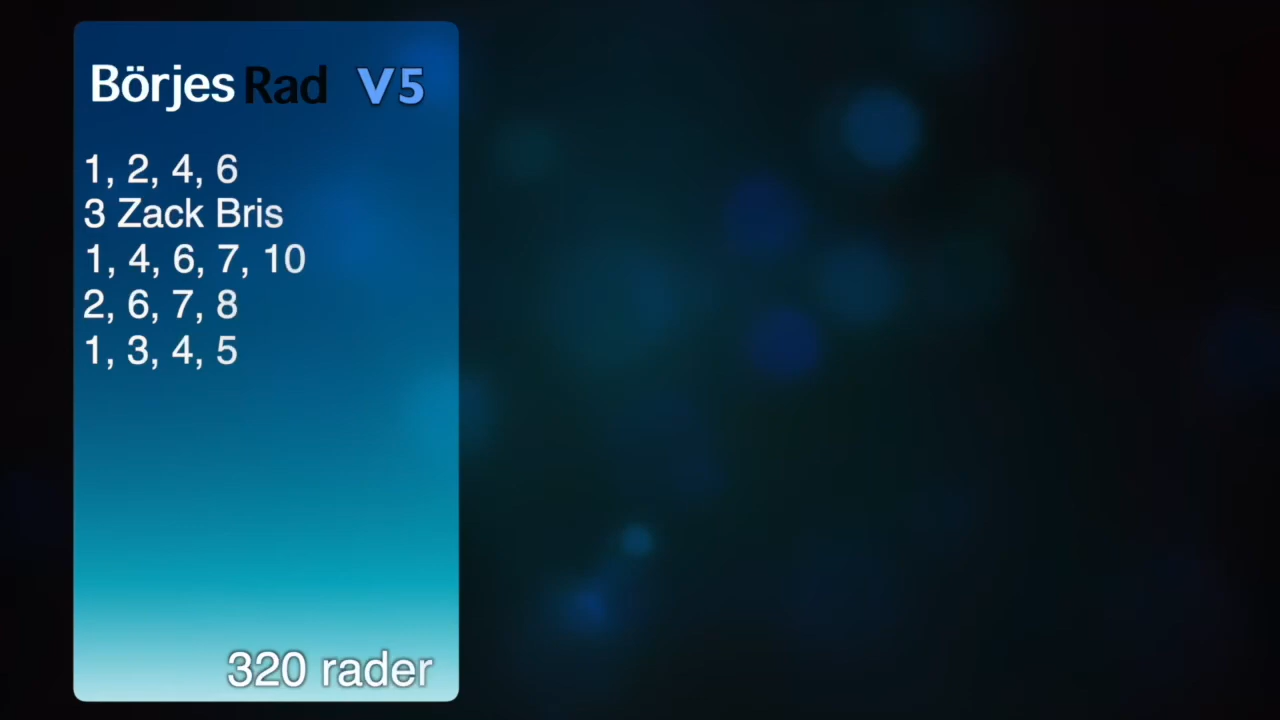 Börjes Rad V5
1, 2, 4, 6
3 Zack Bris
1, 4, 6, 7, 10
2, 6, 7, 8
1, 3, 4, 5
320 rader